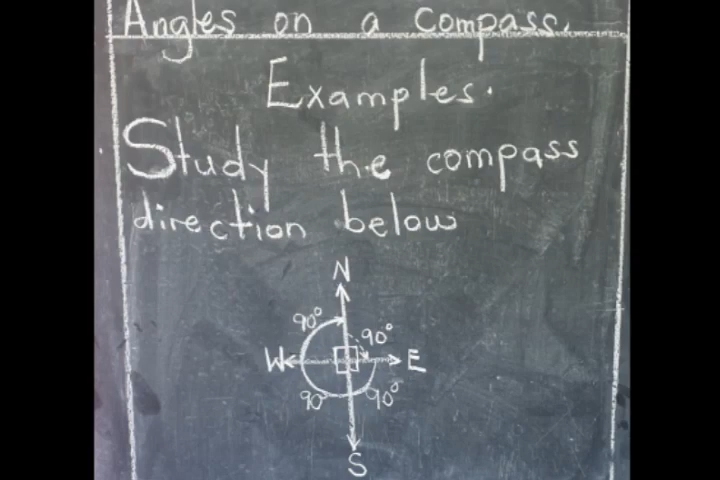 Angles on a Compass.
Examples.
Study the compass
direction below
N
90°
90°
W
E
90
90°
S